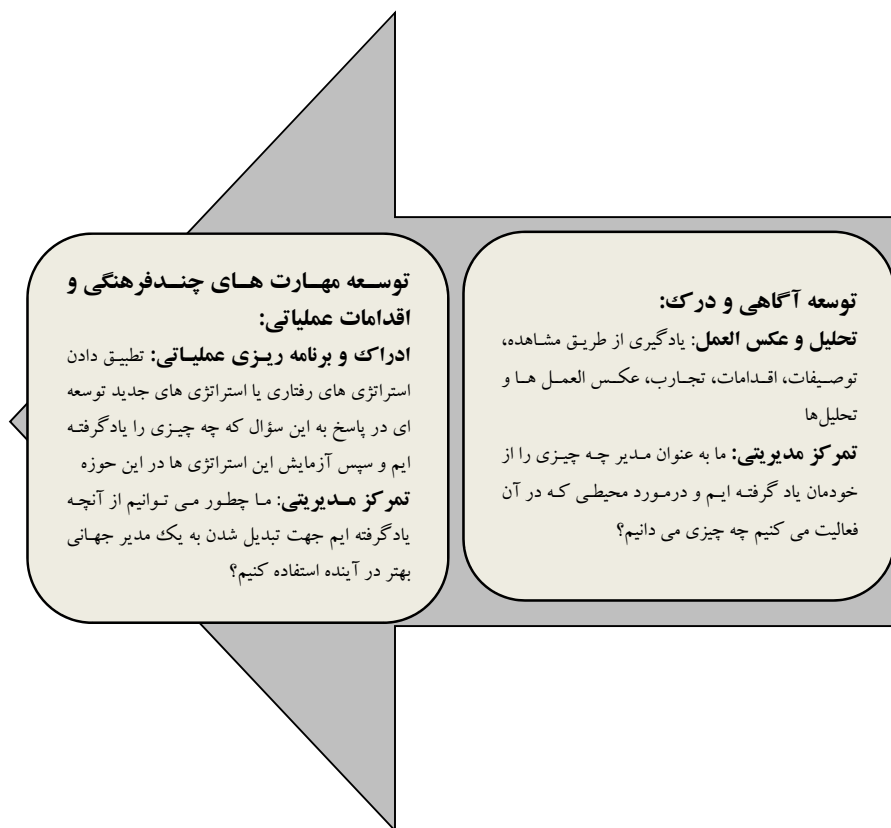 توسعه آگاهی و درک:
تحلیل و عکس العمل: یادگیری از طریق مشاهده،
توصیفات، اقدامات، تجارب، عکس العمل ها و
تحلیل‌ها
تمرکز مدیریتی: ما به عنوان مدیر چه چیزی را از
خودمان یاد گرفته ایم و درمورد محیطی که در آن
فعالیت می کنیم چه چیزی می دانیم؟
توسعه مهارت های چندفرهنگی و
اقدامات عملیاتی:
ادراک و برنامه ریزی عملیاتی: تطبیق دادن
استراتژی های رفتاری یا استراتژی های جدید توسعه
ای در پاسخ به این سؤال که چه چیزی را یادگرفته
ایم و سپس آزمایش این استراتژی ها در این حوزه
تمرکز مدیریتی: ما چطور می توانیم از آنچه
یادگرفته ایم جهت تبدیل شدن به یک مدیر جهانی
بهتر در آینده استفاده کنیم؟